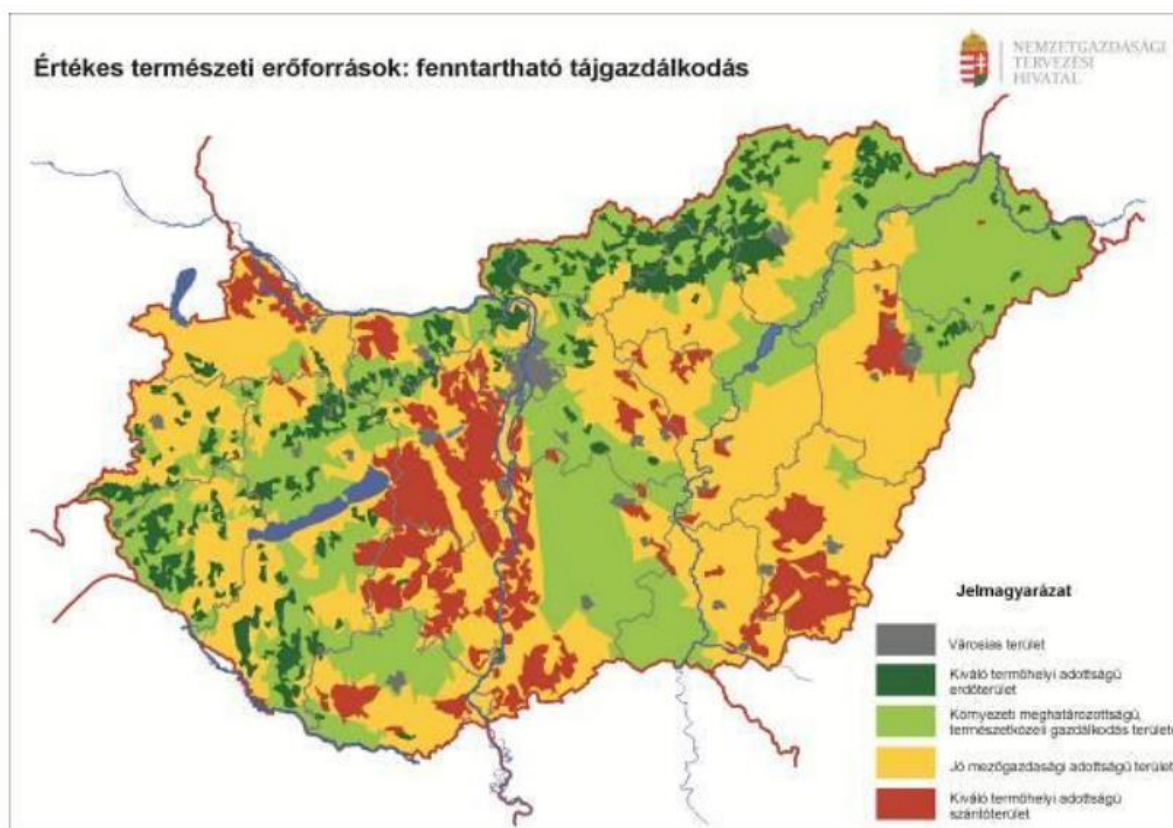 Értékes természeti erőforrások: fenntartható tájgazdálkodás
NEMZETGAZDASÁGI
TERVEZÉSI
HIVATAL
Jelmagyarázat
Városias terület
Kiváló termőhelyi adottságú
erdőterület
Környezeti meghatározottságú,
természetközeli gazdálkodás területe
Jó mezőgazdasági adottságú terület
Kiváló termőhelyi adottságú
szántóterület